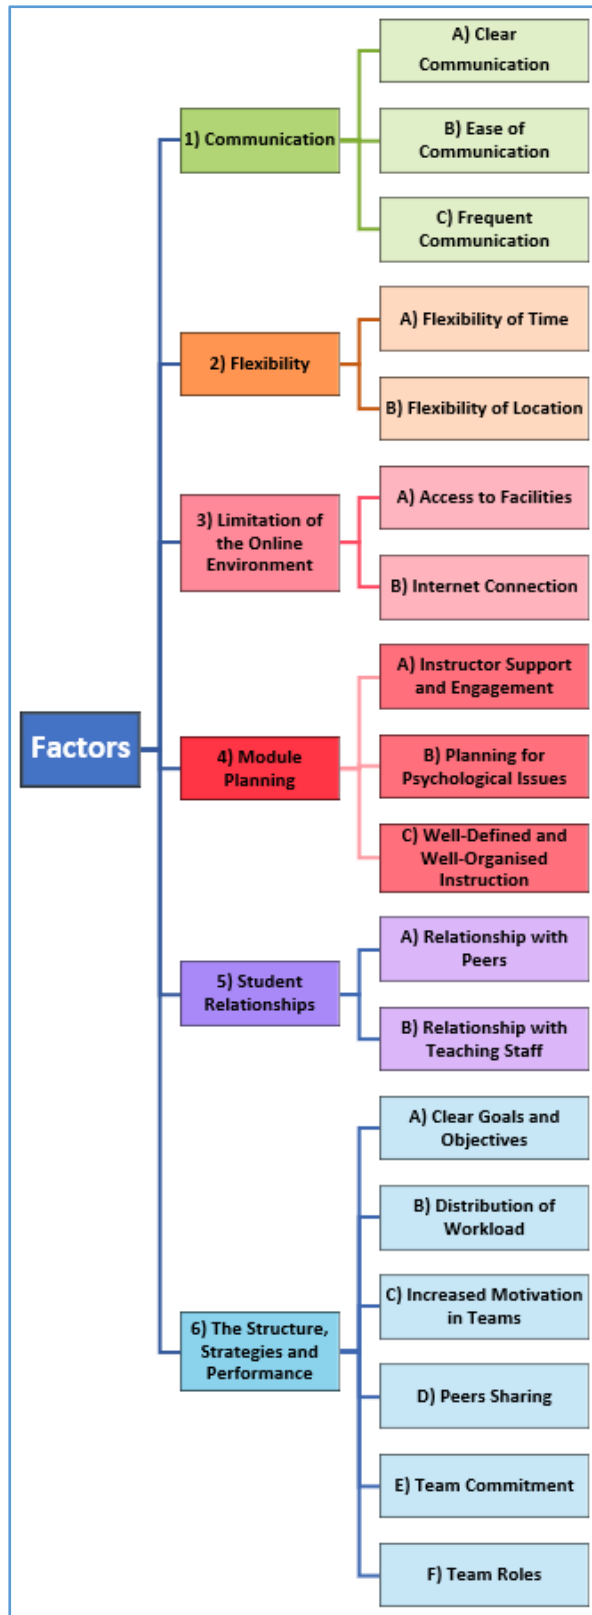 Factors
1) Communication
A) Clear
Communication
B) Ease of
Communication
C) Frequent
Communication
2) Flexibility
A) Flexibility of Time
B) Flexibility of Location
3) Limitation of
the Online
Environment
A) Access to Facilities
B) Internet Connection
4) Module
Planning
A) Instructor Support
and Engagement
B) Planning for
Psychological Issues
C) Well-Defined and
Well-Organised
Instruction
5) Student
Relationships
A) Relationship with
Peers
B) Relationship with
Teaching Staff
6) The Structure,
Strategies and
Performance
A) Clear Goals and
Objectives
B) Distribution of
Workload
C) Increased Motivation
in Teams
D) Peers Sharing
E) Team Commitment
F) Team Roles